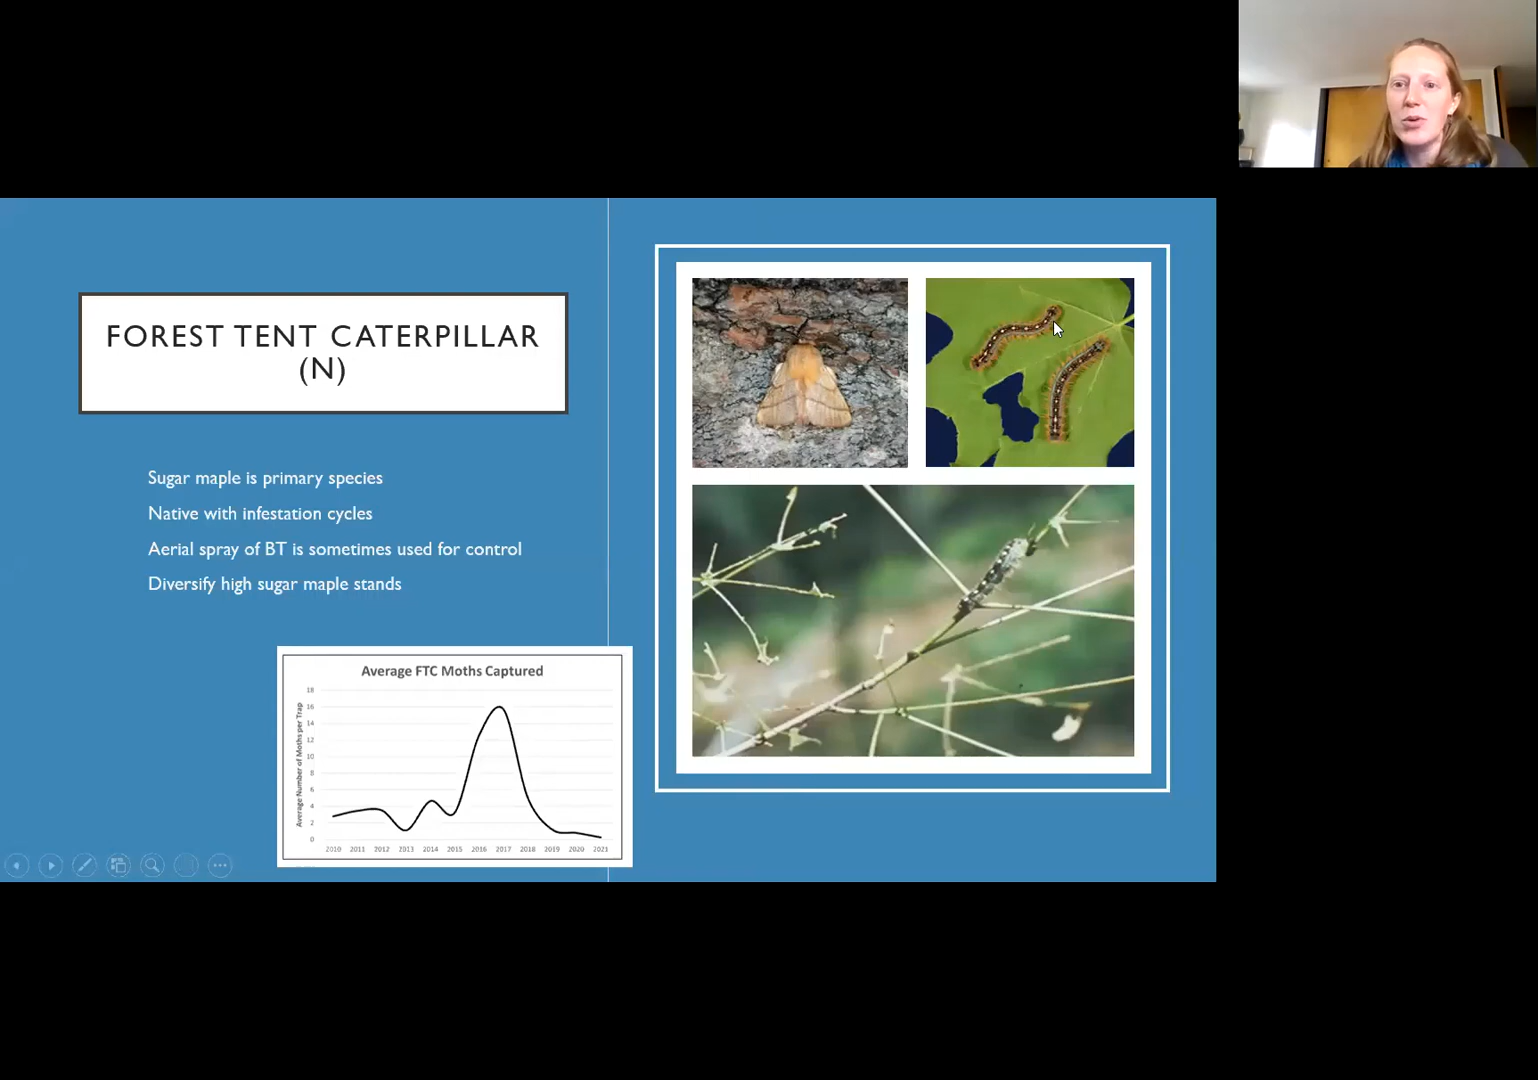 FOREST TENT CATERPILLAR
(N)
Sugar maple is primary species
Native with infestation cycles
Aerial spray of BT is sometimes used for control
Diversify high sugar maple stands
Average FTC Moths Captured
Average Number of Moths per Trap
18
16
14
12
10
8
6
4
2
0
2010 2011 2012 2013 2014 2015 2016 2017 2018 2019 2020 2021